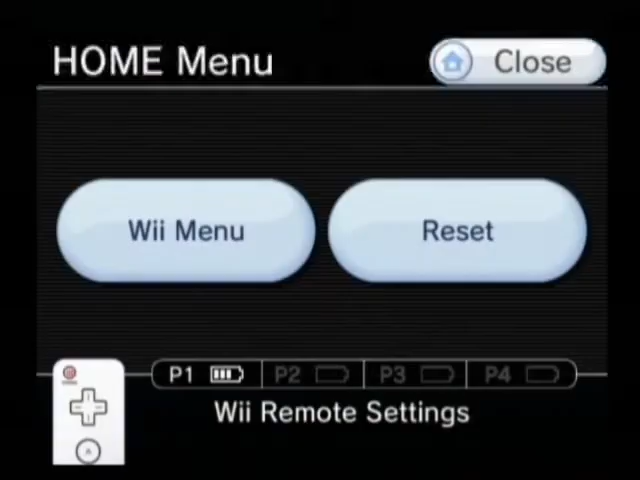 HOME Menu
Close
Wii Menu
Reset
P1
P2
P3
P4
Wii Remote Settings